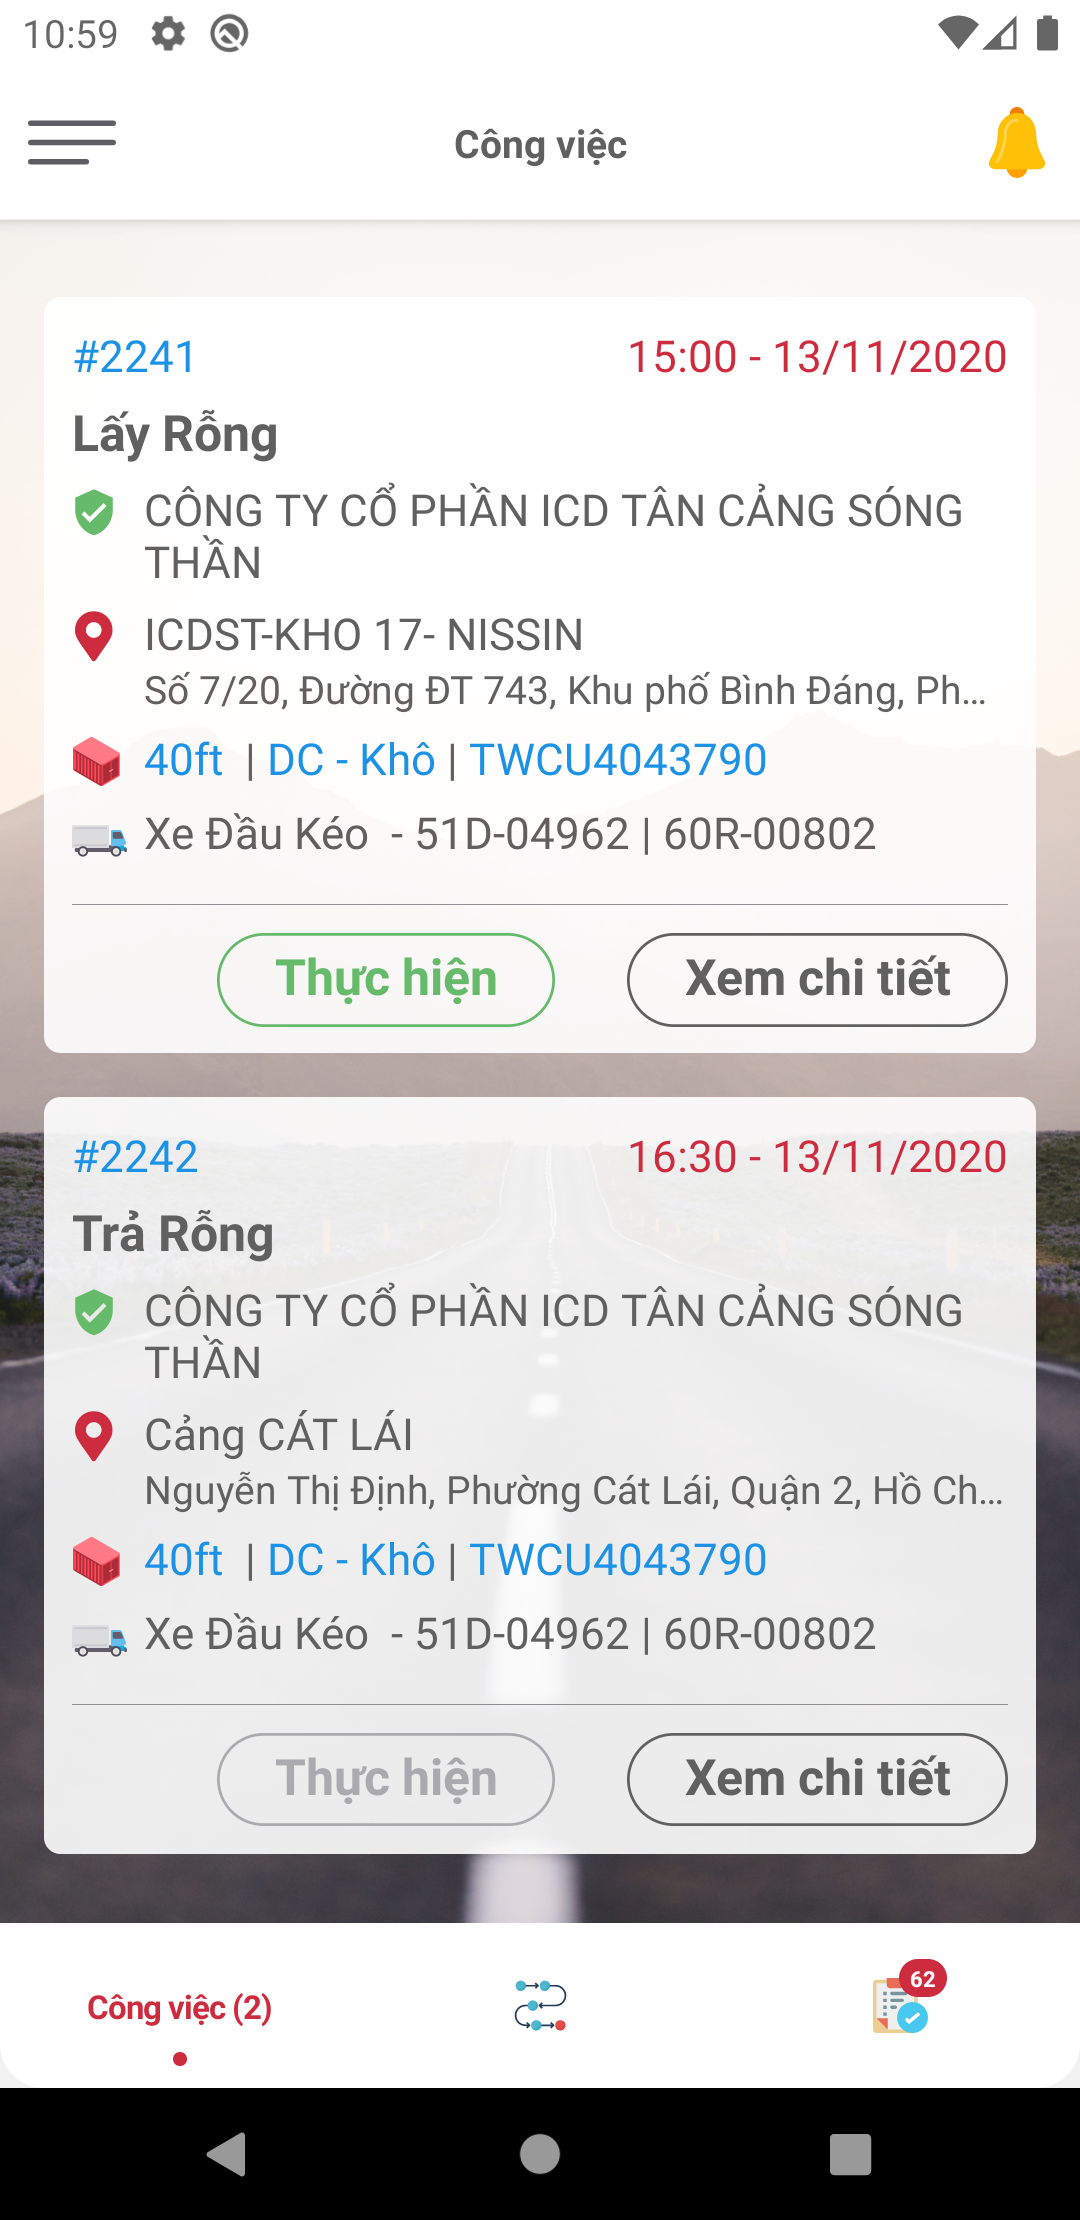 10:59
Công việc
#2241
15:00 - 13/11/2020
Lấy Rỗng
CÔNG TY CỔ PHẦN ICD TÂN CẢNG SÓNG
THẦN
ICDST-KHO 17- NISSIN
Số 7/20, Đường ĐT 743, Khu phố Bình Đáng, Ph...
40ft | DC - Khô | TWCU4043790
Xe Đầu Kéo - 51D-04962 | 60R-00802
Thực hiện
Xem chi tiết
#2242
16:30 - 13/11/2020
Trả Rỗng
CÔNG TY CỔ PHẦN ICD TÂN CẢNG SÓNG
THẦN
Cảng CÁT LÁI
Nguyễn Thị Định, Phường Cát Lái, Quận 2, Hồ Ch...
40ft | DC - Khô | TWCU4043790
Xe Đầu Kéo - 51D-04962 | 60R-00802
Thực hiện
Xem chi tiết
Công việc (2)
62